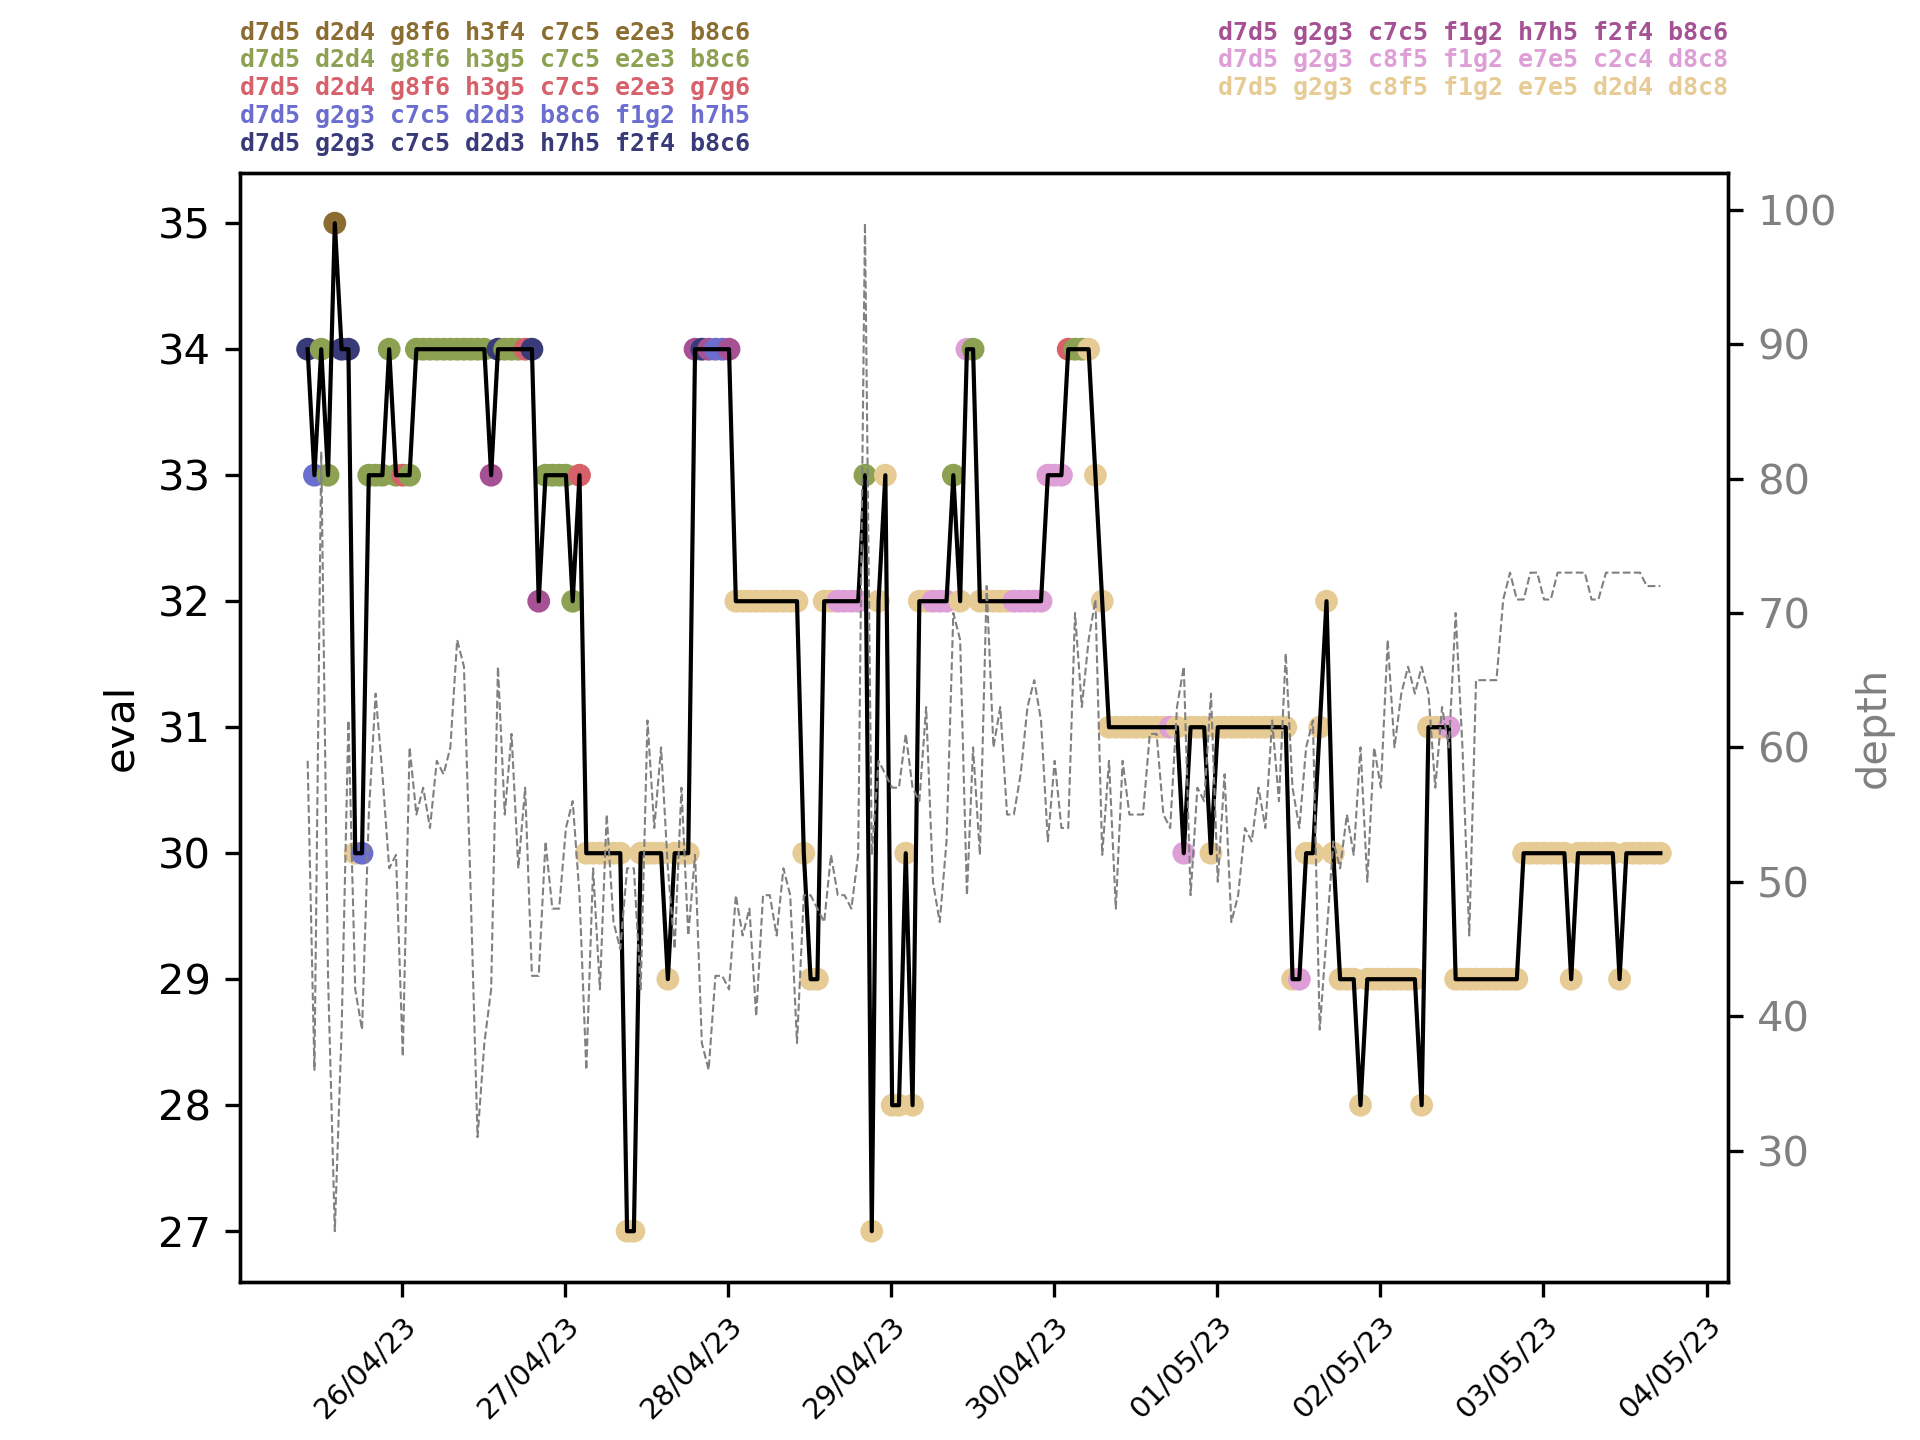 d7d5 d2d4 g8f6 h3f4 c7c5 e2e3 b8c6
d7d5 d2d4 g8f6 h3g5 c7c5 e2e3 b8c6
d7d5 d2d4 g8f6 h3g5 c7c5 e2e3 g7g6
d7d5 g2g3 c7c5 d2d3 b8c6 f1g2 h7h5
d7d5 g2g3 c7c5 d2d3 h7h5 f2f4 b8c6
d7d5 g2g3 c7c5 f1g2 h7h5 f2f4 b8c6
d7d5 g2g3 c8f5 f1g2 e7e5 c2c4 d8c8
d7d5 g2g3 c8f5 f1g2 e7e5 d2d4 d8c8
eval
35
34
33
32
31
30
29
28
27
100
90
80
70
60
50
40
30
depth
26/04/23
27/04/23
28/04/23
29/04/23
30/04/23
01/05/23
02/05/23
03/05/23
04/05/23